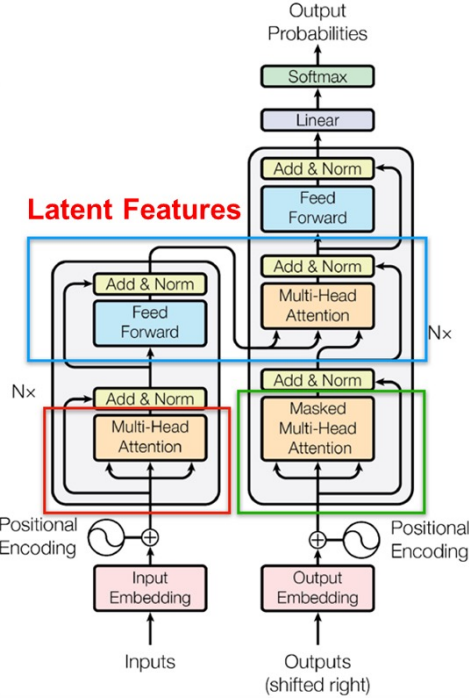 Output
Probabilities
Softmax
Linear
Add & Norm
Feed
Forward
Latent Features
Add & Norm
Multi-Head
Attention
Add & Norm
Feed
Forward
N×
N×
Add & Norm
Multi-Head
Attention
Add & Norm
Masked
Multi-Head
Attention
Positional
Encoding
Positional
Encoding
Input
Embedding
Output
Embedding
Inputs
Outputs
(shifted right)